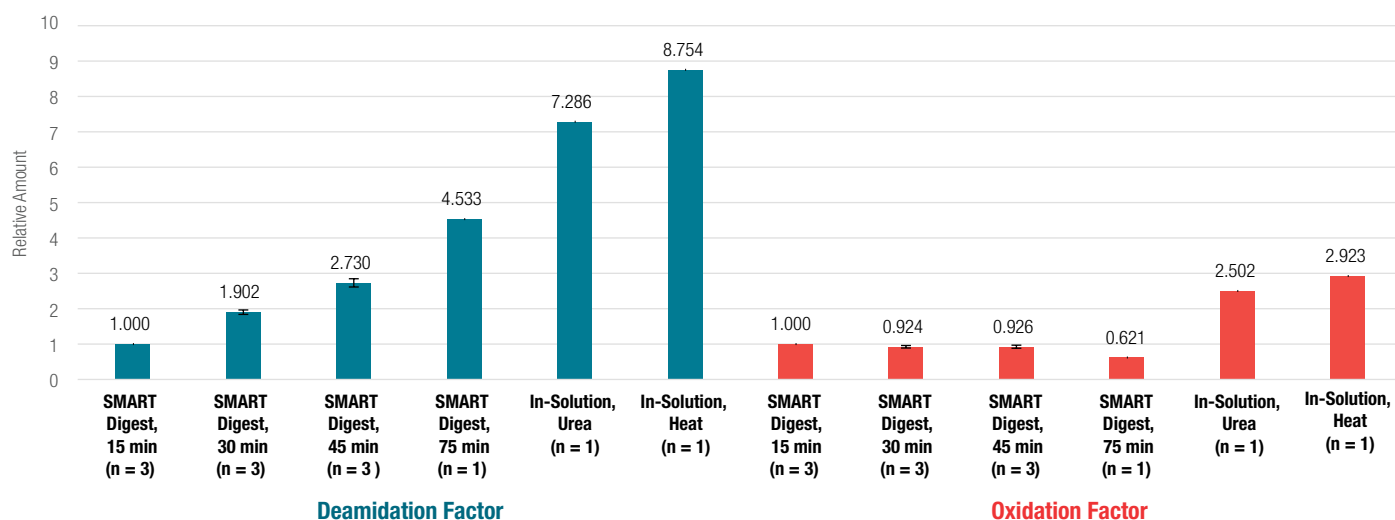 Relative Amount
10
9
8
7
6
5
4
3
2
1
0
1.000
1.902
2.730
4.533
7.286
8.754
1.000
0.924
0.926
0.621
2.502
2.923
SMART
Digest,
15 min
(n = 3)
SMART
Digest,
30 min
(n = 3)
SMART
Digest,
45 min
(n = 3 )
SMART
Digest,
75 min
(n = 1)
In-Solution,
Urea
(n = 1)
In-Solution,
Heat
(n = 1)
SMART
Digest,
15 min
(n = 3)
SMART
Digest,
30 min
(n = 3)
SMART
Digest,
45 min
(n = 3)
SMART
Digest,
75 min
(n = 1)
In-Solution,
Urea
(n = 1)
In-Solution,
Heat
(n = 1)
Deamidation Factor
Oxidation Factor